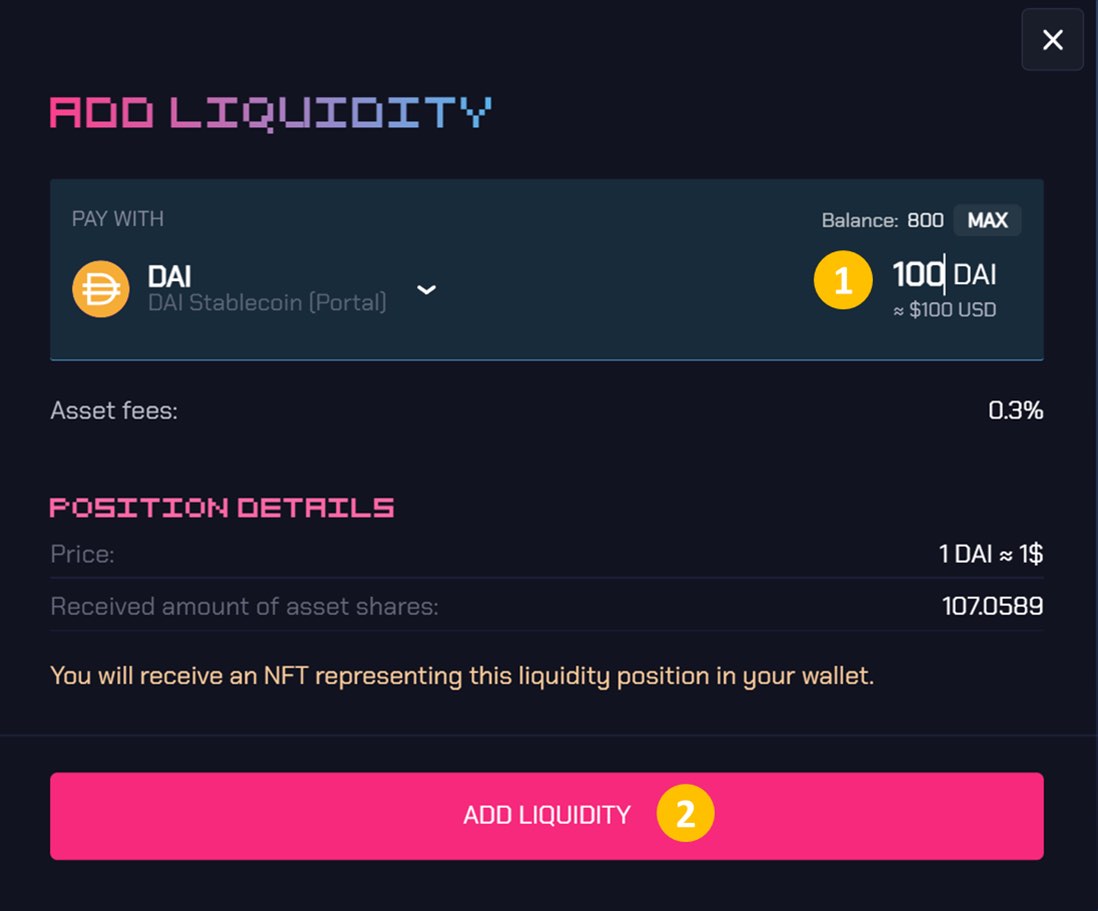 ADD LIQUIDITY
PAY WITH
Balance: 800 MAX
DAI
DAI Stablecoin (Portal)
1
100 DAI
≈ $100 USD
Asset fees: 0.3%
POSITION DETAILS
Price: 1 DAI ≈ 1$
Received amount of asset shares: 107.0589
You will receive an NFT representing this liquidity position in your wallet.
ADD LIQUIDITY 2